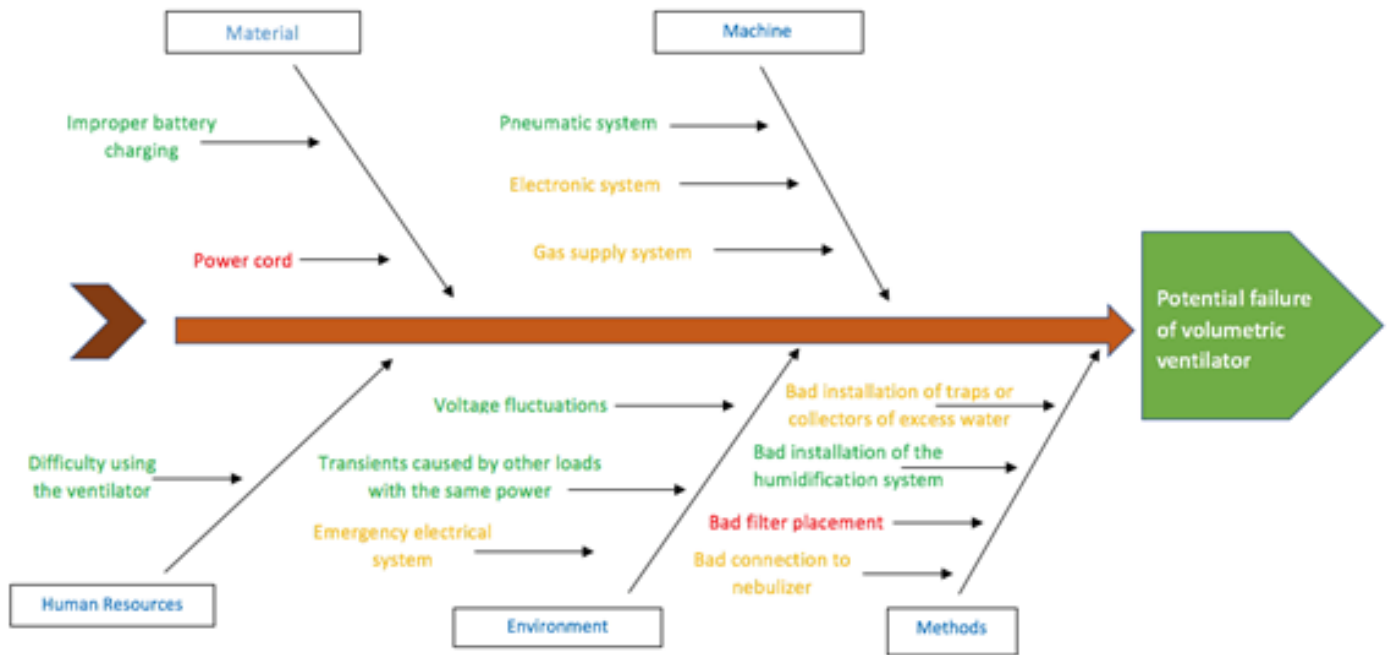 Material
Machine
Improper battery
charging
Pneumatic system
Electronic system
Power cord
Gas supply system
Potential failure
of volumetric
ventilator
Voltage fluctuations
Bad installation of traps or
collectors of excess water
Difficulty using
the ventilator
Transients caused by other loads
with the same power
Bad installation of the
humidification system
Emergency electrical
system
Bad filter placement
Bad connection to
nebulizer
Human Resources
Environment
Methods